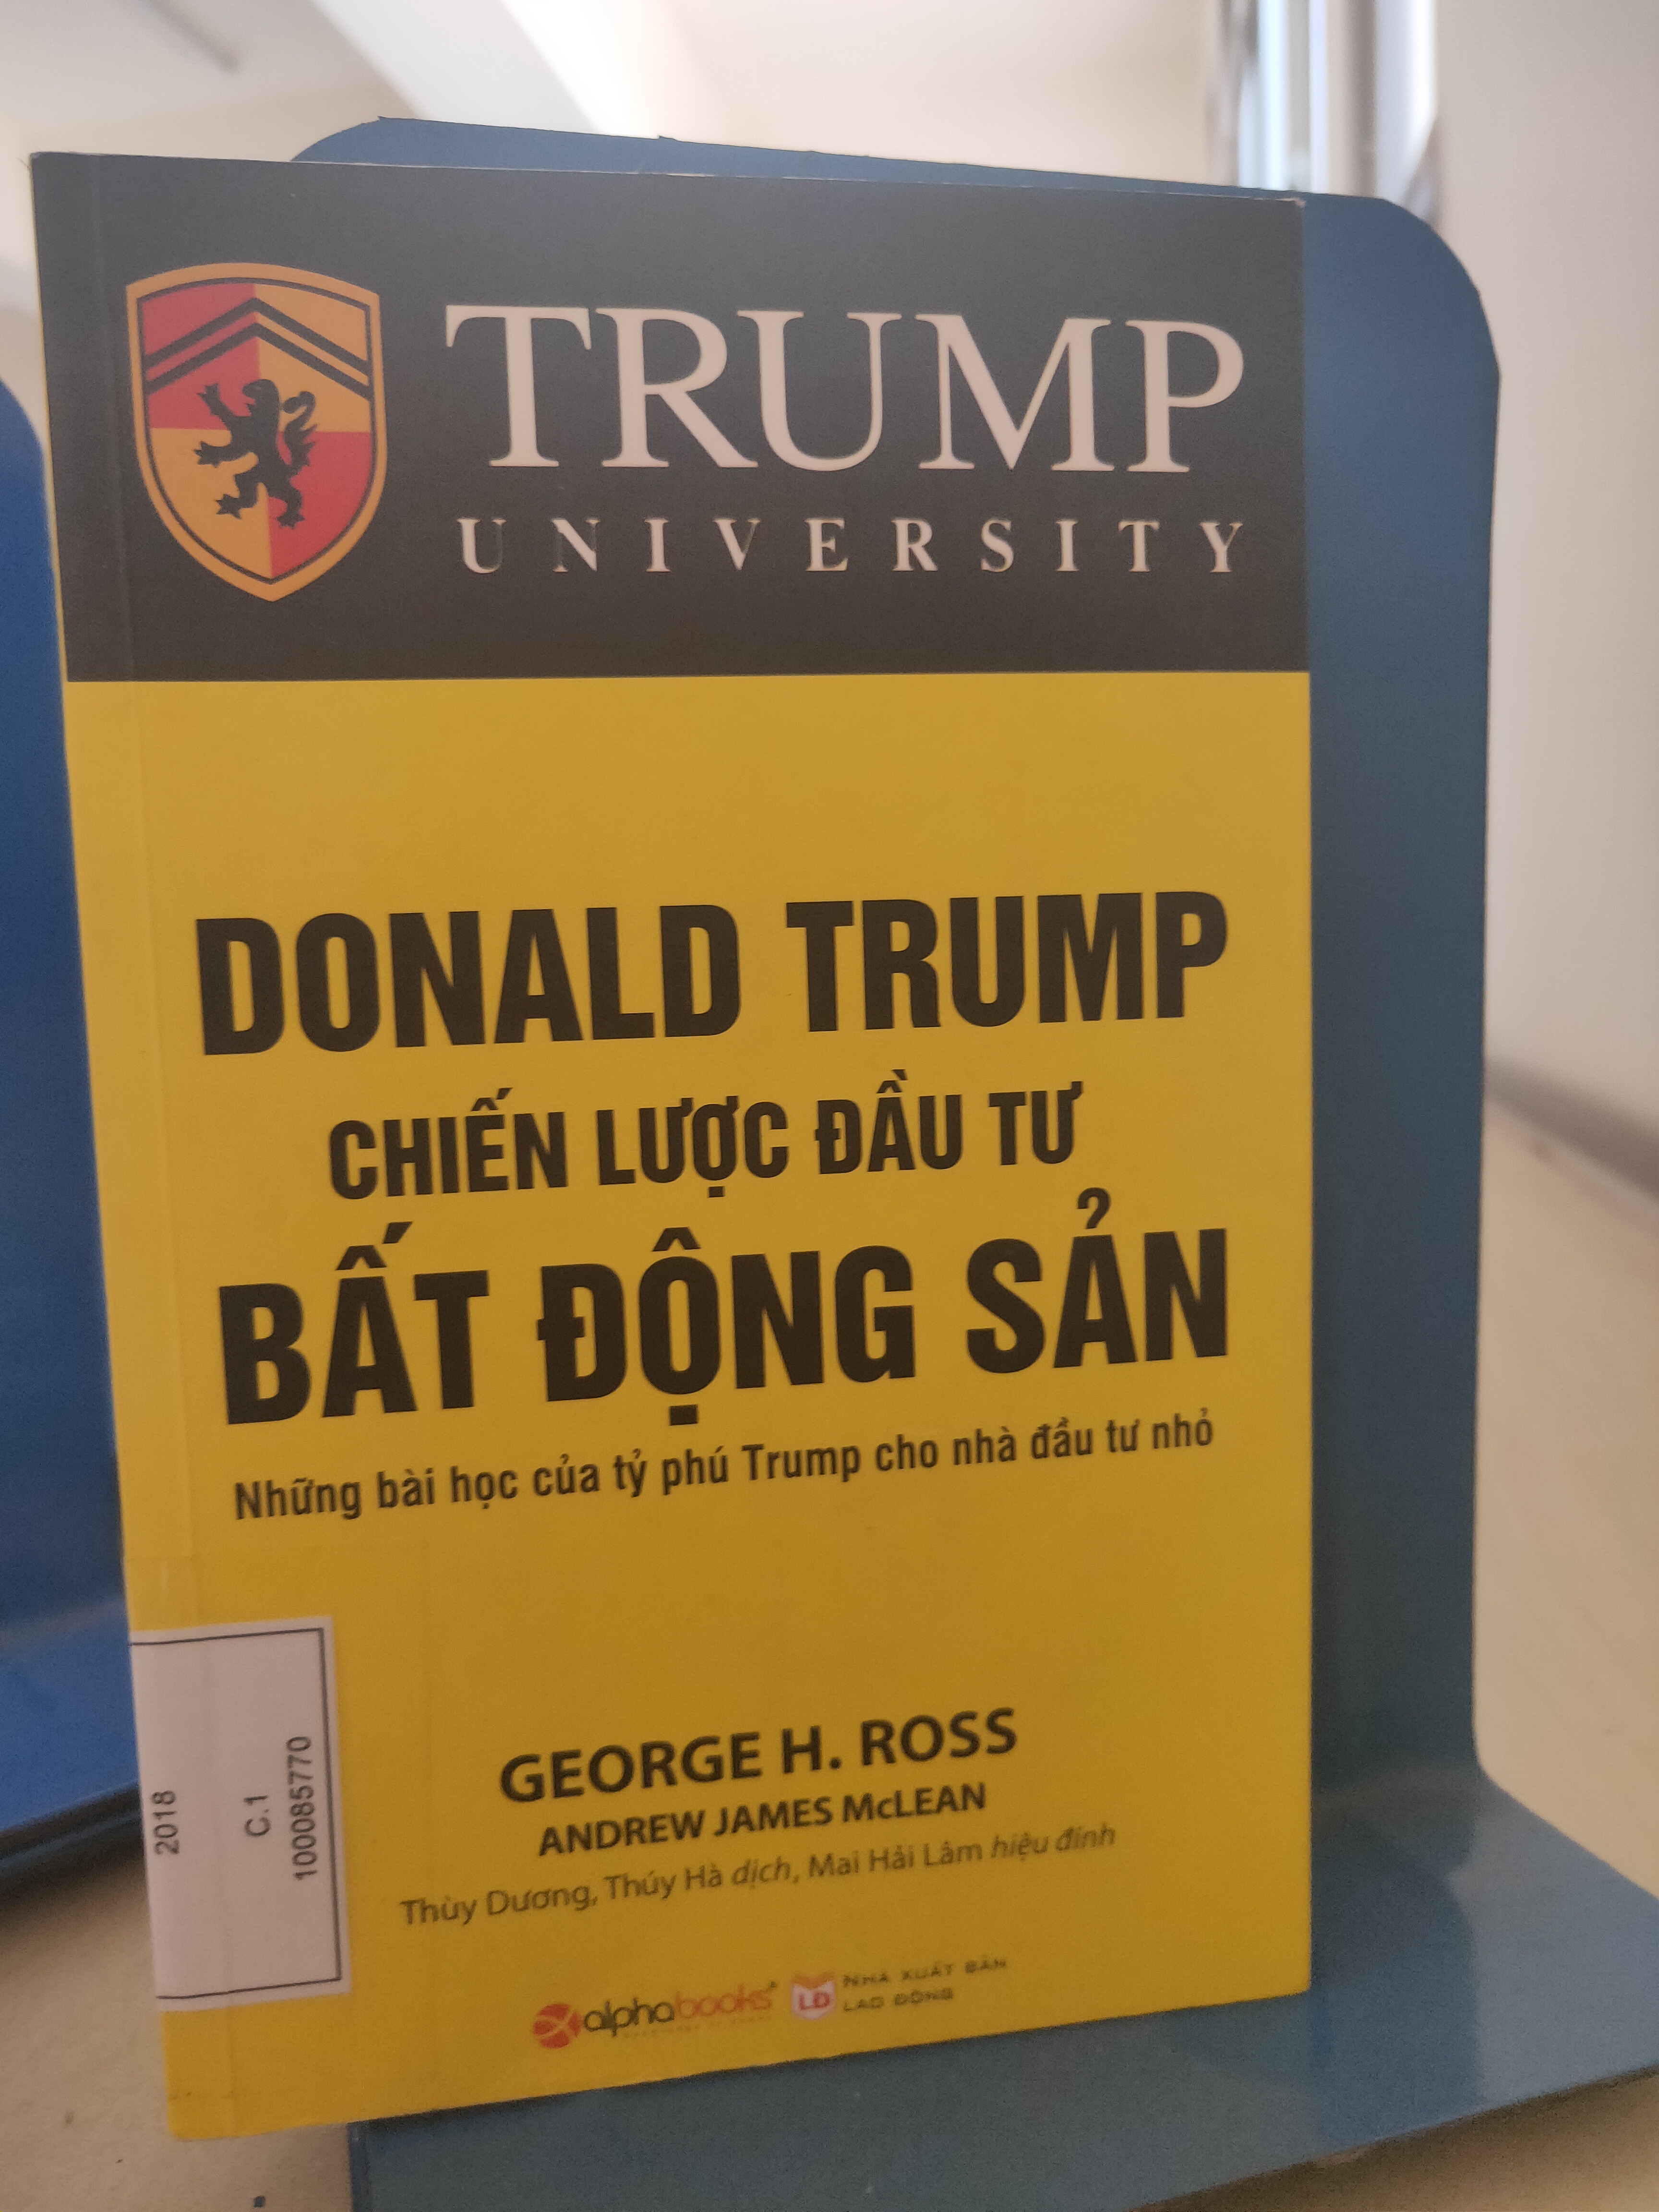 TRUMP
UNIVERSITY
DONALD TRUMP
CHIẾN LƯỢC ĐẦU TƯ
BẤT ĐỘNG SẢN
Những bài học của tỷ phú Trump cho nhà đầu tư nhỏ
2018
C.1
100085770
GEORGE H. ROSS
ANDREW JAMES McLEAN
Thùy Dương, Thúy Hà dịch, Mai Hải Lâm hiệu đính
alphabooks
LĐ
NHÀ XUẤT BẢN
LAO ĐỘNG